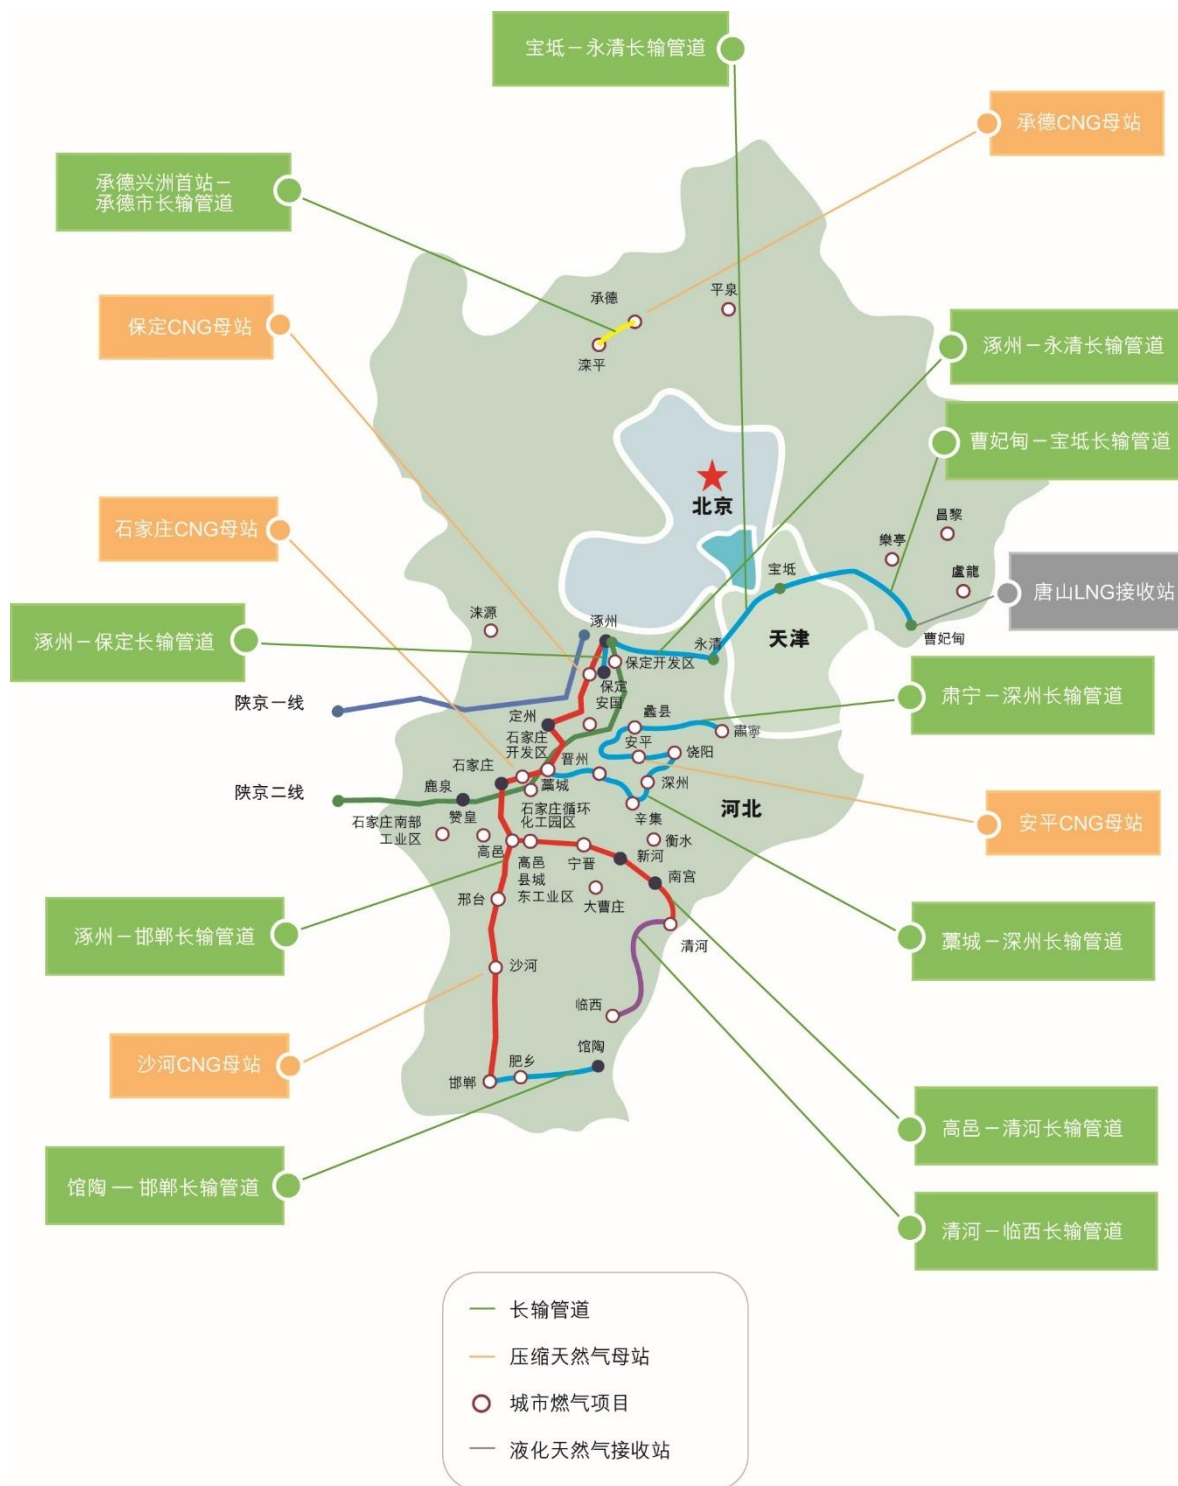 宝坻－永清长输管道
承德CNG母站
承德兴洲首站－
承德市长输管道
平泉
承德
保定CNG母站
涿州－永清长输管道
滦平
曹妃甸－宝坻长输管道
北京
石家庄CNG母站
昌黎
樂亭
宝坻
盧龍
唐山LNG接收站
涞源
涿州
涿州－保定长输管道
永清
天津
曹妃甸
保定开发区
保定
肃宁－深州长输管道
陕京一线
安国
定州
蠡县
石家庄
开发区
安平
肃寧
饶阳
晋州
石家庄
深州
鹿泉
藁城
陕京二线
河北
石家庄循环
化工园区
赞皇
辛集
石家庄南部
工业区
安平CNG母站
衡水
高邑
高邑
县城
东工业区
宁晋
新河
南宫
邢台
大曹庄
涿州－邯郸长输管道
藁城－深州长输管道
清河
沙河
临西
沙河CNG母站
馆陶
肥乡
邯郸
高邑－清河长输管道
馆陶 — 邯郸长输管道
清河－临西长输管道
长输管道
压缩天然气母站
城市燃气项目
液化天然气接收站